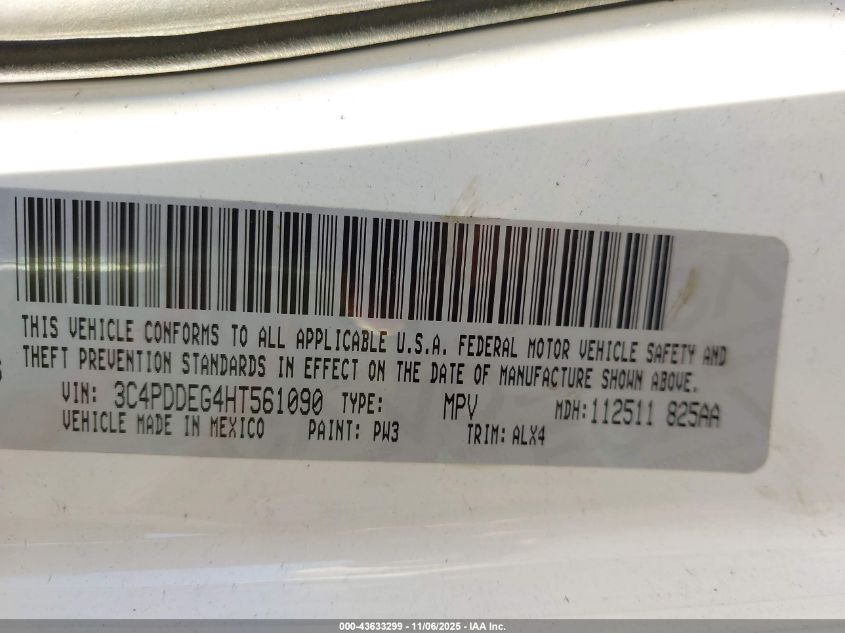 THIS VEHICLE CONFORMS TO ALL APPLICABLE U.S.A. FEDERAL MOTOR VEHICLE SAFETY AND
THEFT PREVENTION STANDARDS IN EFFECT ON THE DATE OF MANUFACTURE SHOWN ABOVE.
VIN: 3C4PDDEG4HT561090 TYPE: MPV MDH: 112511 825AA
VEHICLE MADE IN MEXICO PAINT: PW3 TRIM: ALX4
000-43633299 - 11/06/2025 - IAA Inc.